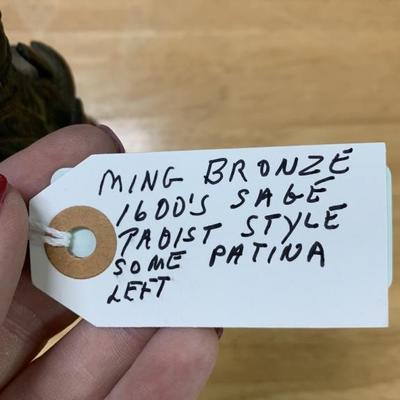 MING BRONZE
1600'S SAGE
TAOIST STYLE
SOME PATINA
LEFT